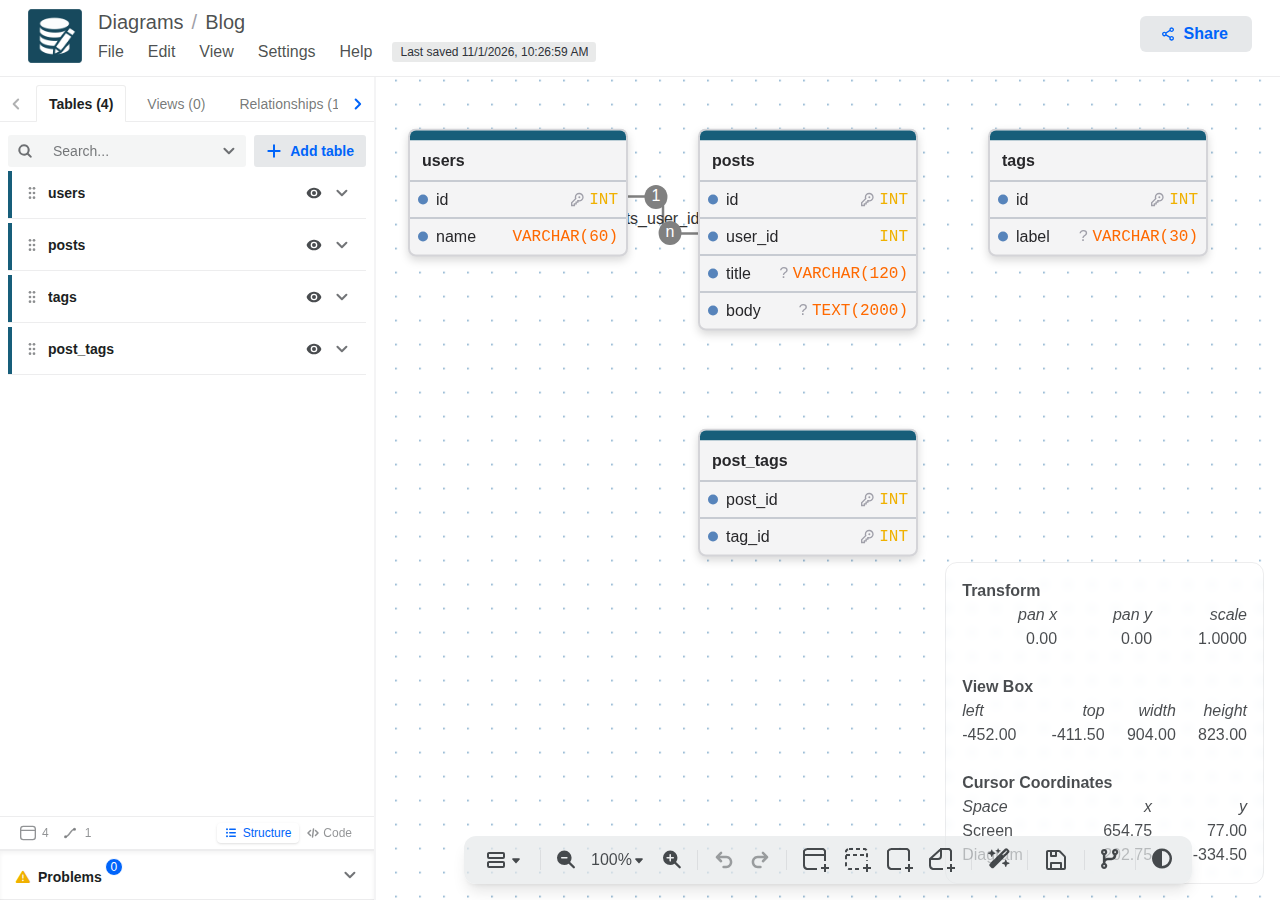 Diagrams / Blog
File Edit View Settings Help Last saved 11/1/2026, 10:26:59 AM
Share
Tables (4) Views (0) Relationships (1
Search... Add table
users
posts
tags
post_tags
4 1 Structure Code
Problems 0
users
id INT
name VARCHAR(60)
1
ts_user_id
n
posts
id INT
user_id INT
title ? VARCHAR(120)
body ? TEXT(2000)
tags
id INT
label ? VARCHAR(30)
post_tags
post_id INT
tag_id INT
Transform
pan x pan y scale
0.00 0.00 1.0000
View Box
left top width height
-452.00 -411.50 904.00 823.00
Cursor Coordinates
Space x y
Screen 654.75 77.00
Diagram -334.50
100%